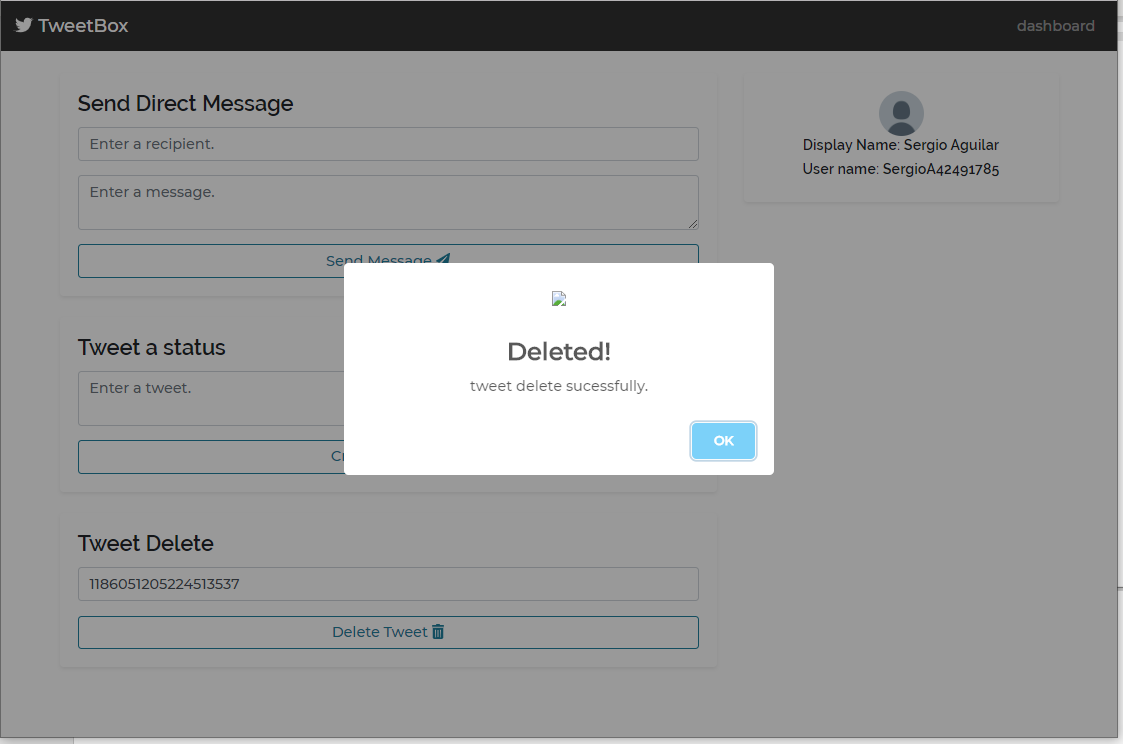 TweetBox
dashboard
Send Direct Message
Enter a recipient.
Enter a message.
Send Message
Display Name: Sergio Aguilar
User name: SergioA42491785
Deleted!
tweet delete sucessfully.
OK
Tweet a status
Enter a tweet.
Tweet Delete
1186051205224513537
Delete Tweet